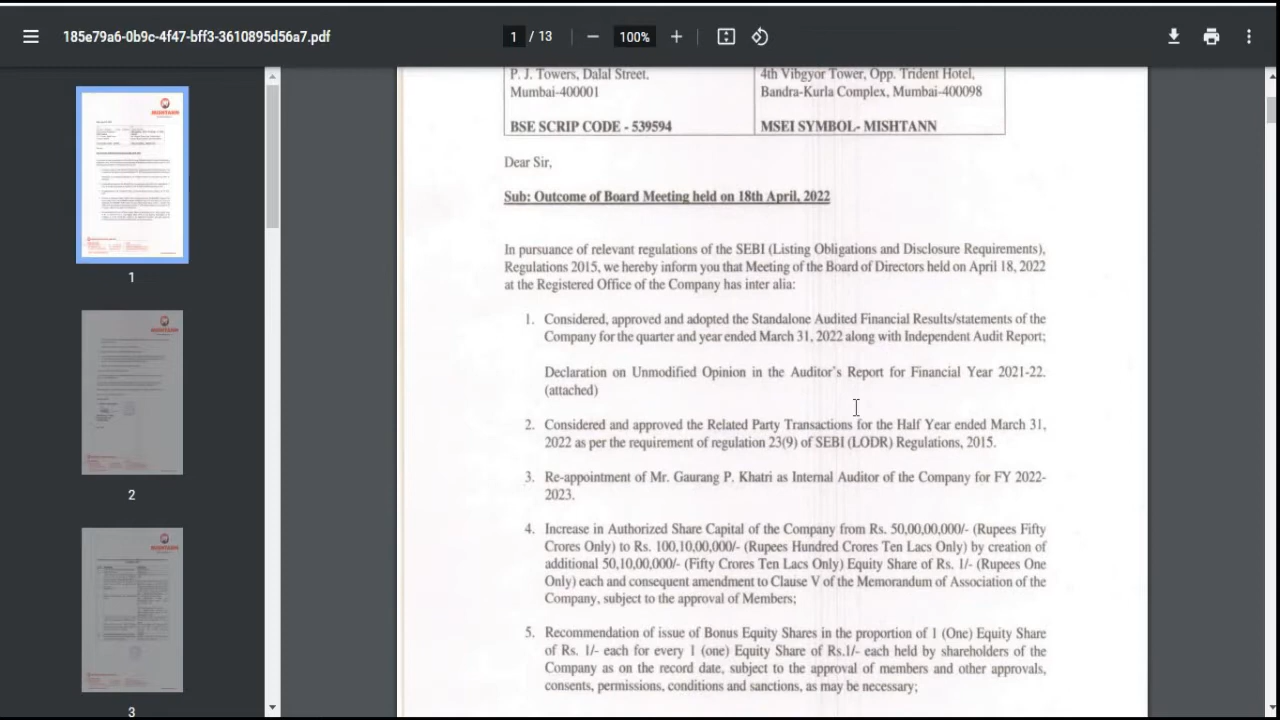 185e79a6-0b9c-4f47-bff3-3610895d56a7.pdf
1 / 13
100%
MISHTANN
1
MISHTANN
2
MISHTANN
3
P. J. Towers, Dalal Street,
Mumbai-400001
BSE SCRIP CODE - 539594
4th Vibgyor Tower, Opp. Trident Hotel,
Bandra-Kurla Complex, Mumbai-400098
MSEI SYMBOL- MISHTANN
Dear Sir,
Sub: Outcome of Board Meeting held on 18th April, 2022
In pursuance of relevant regulations of the SEBI (Listing Obligations and Disclosure Requirements),
Regulations 2015, we hereby inform you that Meeting of the Board of Directors held on April 18, 2022
at the Registered Office of the Company has inter alia:
1. Considered, approved and adopted the Standalone Audited Financial Results/statements of the
Company for the quarter and year ended March 31, 2022 along with Independent Audit Report;
Declaration on Unmodified Opinion in the Auditor's Report for Financial Year 2021-22.
(attached)
2. Considered and approved the Related Party Transactions for the Half Year ended March 31,
2022 as per the requirement of regulation 23(9) of SEBI (LODR) Regulations, 2015.
3. Re-appointment of Mr. Gaurang P. Khatri as Internal Auditor of the Company for FY 2022-
2023.
4. Increase in Authorized Share Capital of the Company from Rs. 50,00,00,000/- (Rupees Fifty
Crores Only) to Rs. 100,10,00,000/- (Rupees Hundred Crores Ten Lacs Only) by creation of
additional 50,10,00,000/- (Fifty Crores Ten Lacs Only) Equity Share of Rs. 1/- (Rupees One
Only) each and consequent amendment to Clause V of the Memorandum of Association of the
Company, subject to the approval of Members;
5. Recommendation of issue of Bonus Equity Shares in the proportion of 1 (One) Equity Share
of Rs. 1/- each for every 1 (one) Equity Share of Rs.1/- each held by shareholders of the
Company as on the record date, subject to the approval of members and other approvals,
consents, permissions, conditions and sanctions, as may be necessary;